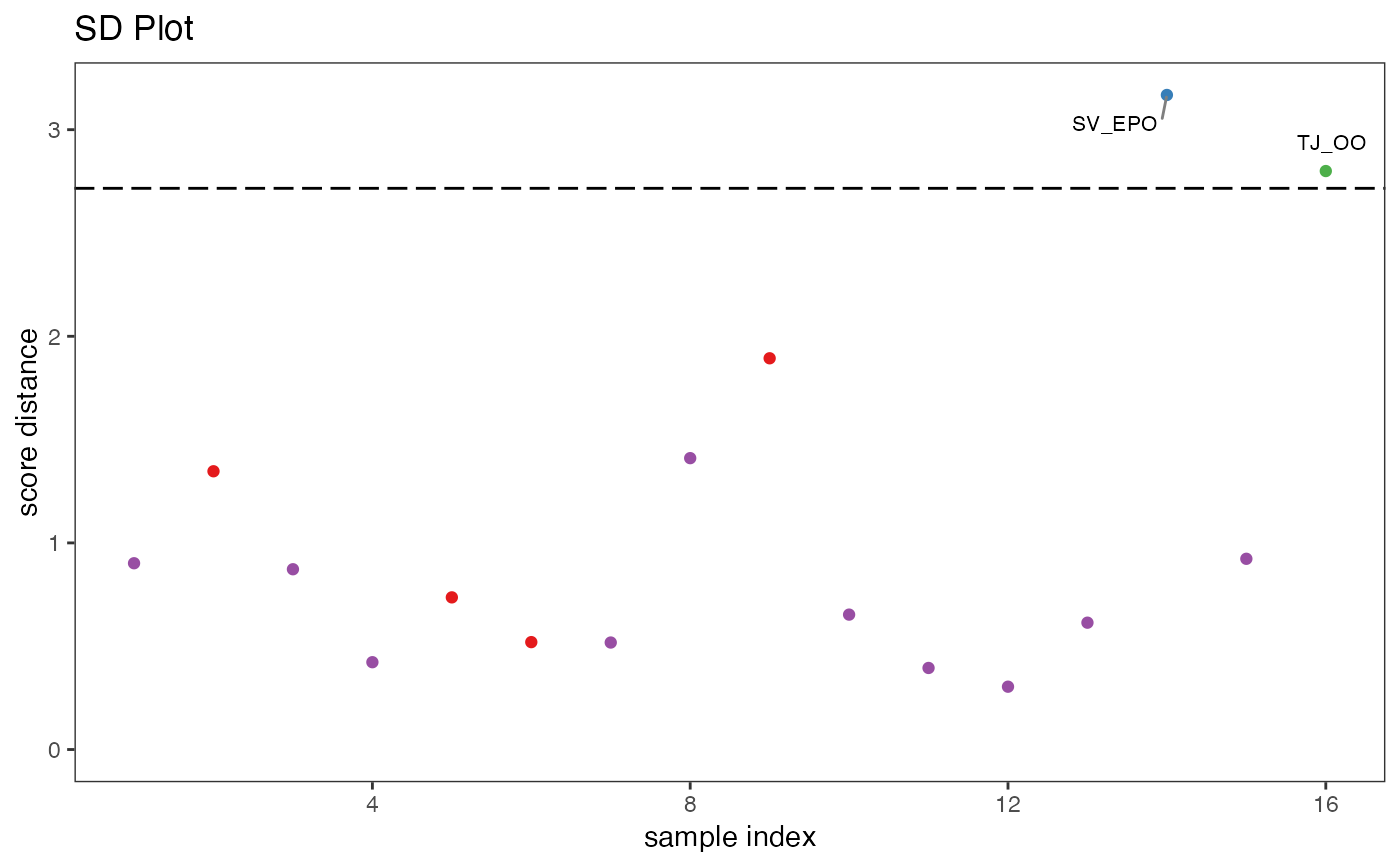 SD Plot
SV_EPO
TJ_OO
3
2
1
0
score distance
4 8 12 16
sample index